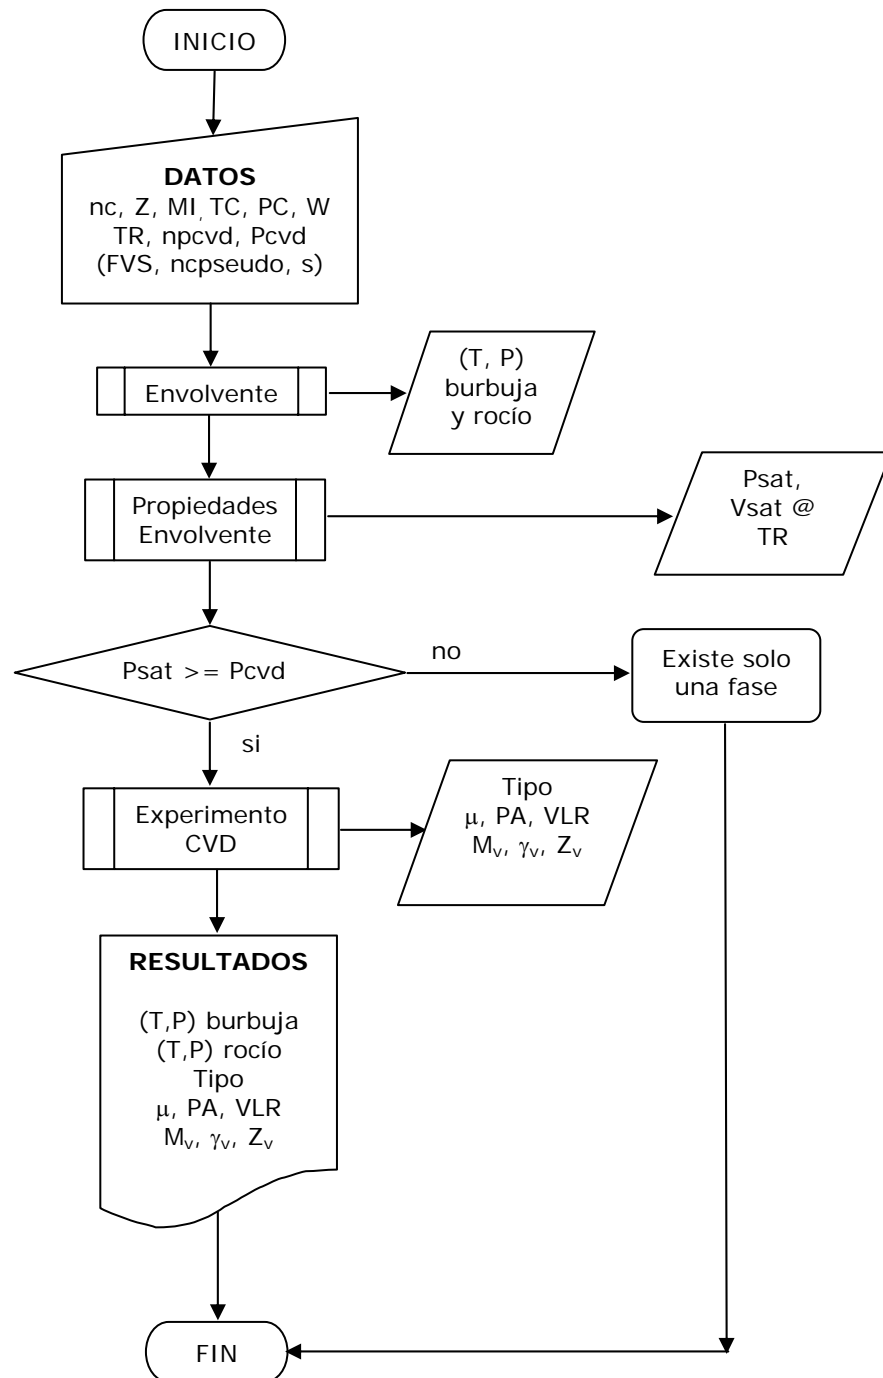 INICIO
DATOS
nc, Z, MI, TC, PC, W
TR, npcvd, Pcvd
(FVS, ncpseudo, s)
Envolvente
(T, P)
burbuja
y rocío
Propiedades
Envolvente
Psat,
Vsat @
TR
Psat >= Pcvd
no
Existe solo
una fase
si
Experimento
CVD
Tipo
μ, PA, VLR
Mv, γv, Zv
RESULTADOS
(T,P) burbuja
(T,P) rocío
Tipo
μ, PA, VLR
Mv, γv, Zv
FIN